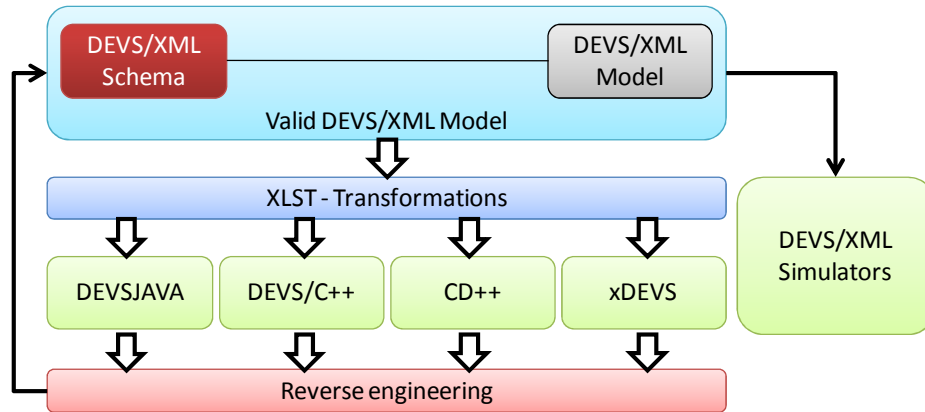 DEVS/XML
Schema
DEVS/XML
Model
Valid DEVS/XML Model
XLST - Transformations
DEVS/XML
Simulators
DEVSJAVA
DEVS/C++
CD++
xDEVS
Reverse engineering